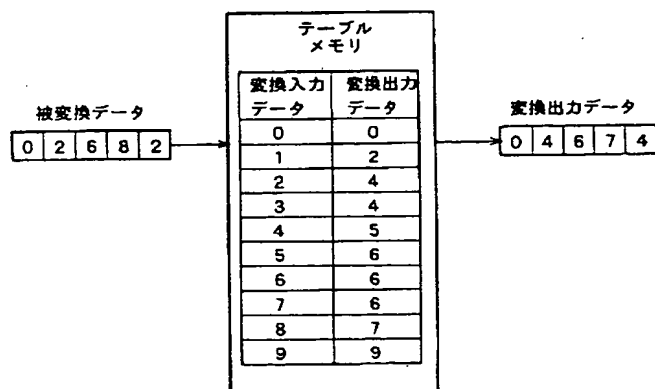 テーブル
メモリ
変換入力 変換出力
データ データ
0 0
1 2
2 4
3 4
4 5
5 6
6 6
7 6
8 7
9 9
被変換データ
0 2 6 8 2
変換出力データ
0 4 6 7 4